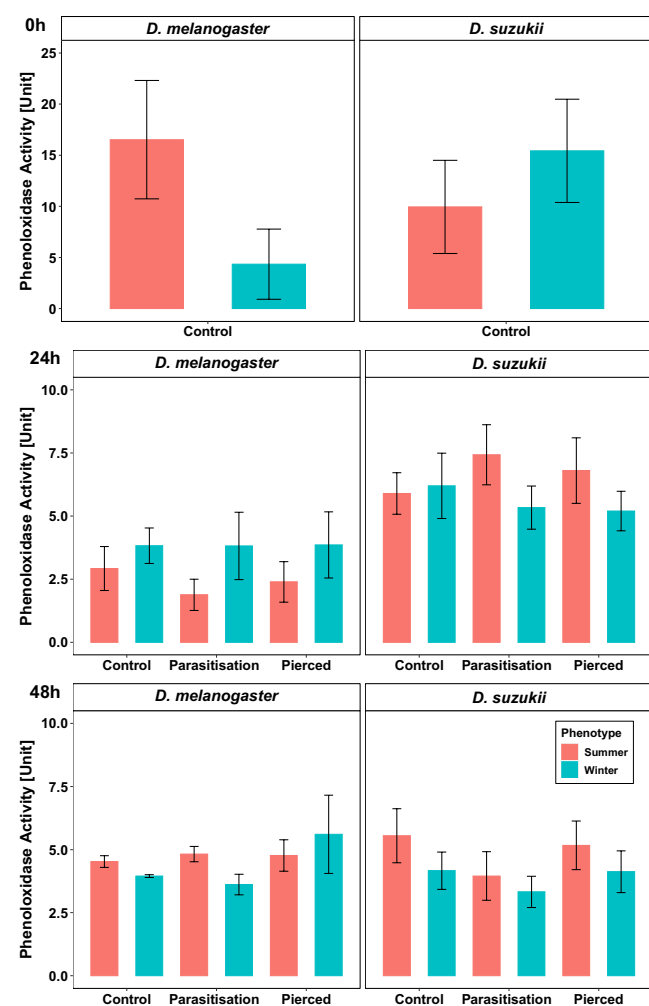 0h
D. melanogaster
D. suzukii
Phenoloxidase Activity [Unit]
25
20
15
10
5
0
Control
Control
24h
D. melanogaster
D. suzukii
Phenoloxidase Activity [Unit]
10.0
7.5
5.0
2.5
0.0
Control Parasitisation Pierced
Control Parasitisation Pierced
48h
D. melanogaster
D. suzukii
Phenoloxidase Activity [Unit]
10.0
7.5
5.0
2.5
0.0
Phenotype
Summer
Winter
Control Parasitisation Pierced
Control Parasitisation Pierced